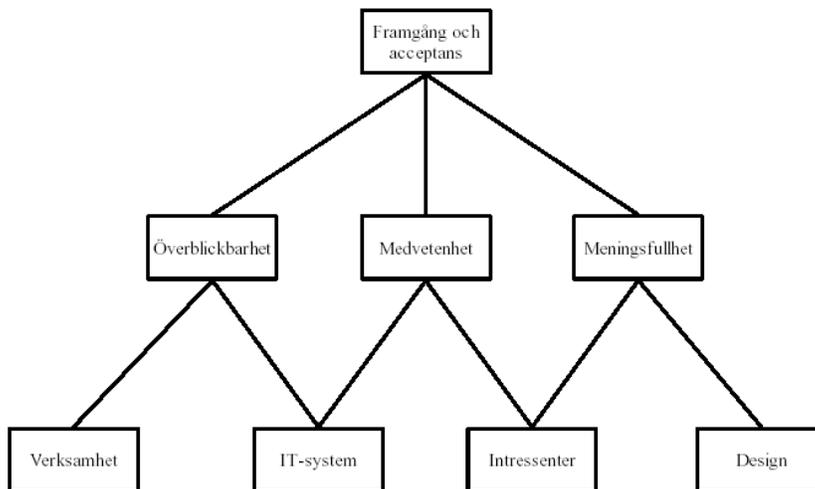 Framgång och
acceptans
Överblickbarhet
Medvetenhet
Meningsfullhet
Verksamhet
IT-system
Intressenter
Design